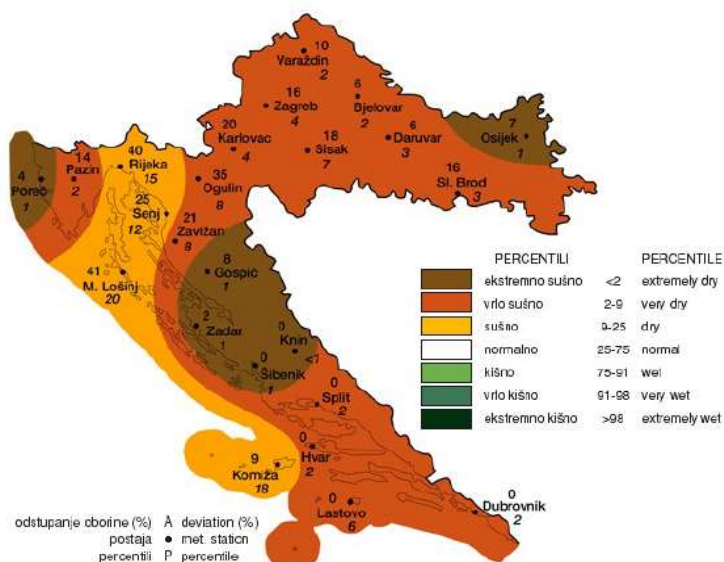 10
Varaždin
2
6
Bjelovar
2
16
Zagreb
4
7
Osijek
1
20
Karlovac
4
18
Sisak
7
6
Daruvar
3
40
Rijeka
15
14
Pazin
2
4
Poreč
1
35
Ogulin
8
16
Sl. Brod
3
25
Senj
12
21
Zavižan
8
8
Gospić
1
41
M. Lošinj
20
2
Zadar
1
0
Knin
<1
0
Šibenik
1
0
Split
2
0
Hvar
2
9
Komiža
18
0
Lastovo
6
0
Dubrovnik
2
PERCENTILI PERCENTILE
ekstremno sušno <2 extremely dry
vrlo sušno 2-9 very dry
sušno 9-25 dry
normalno 25-75 normal
kišno 75-91 wet
vrlo kišno 91-98 very wet
ekstremno kišno >98 extremely wet
odstupanje oborine (%) A deviation (%)
postaja met. station
percentili P percentile